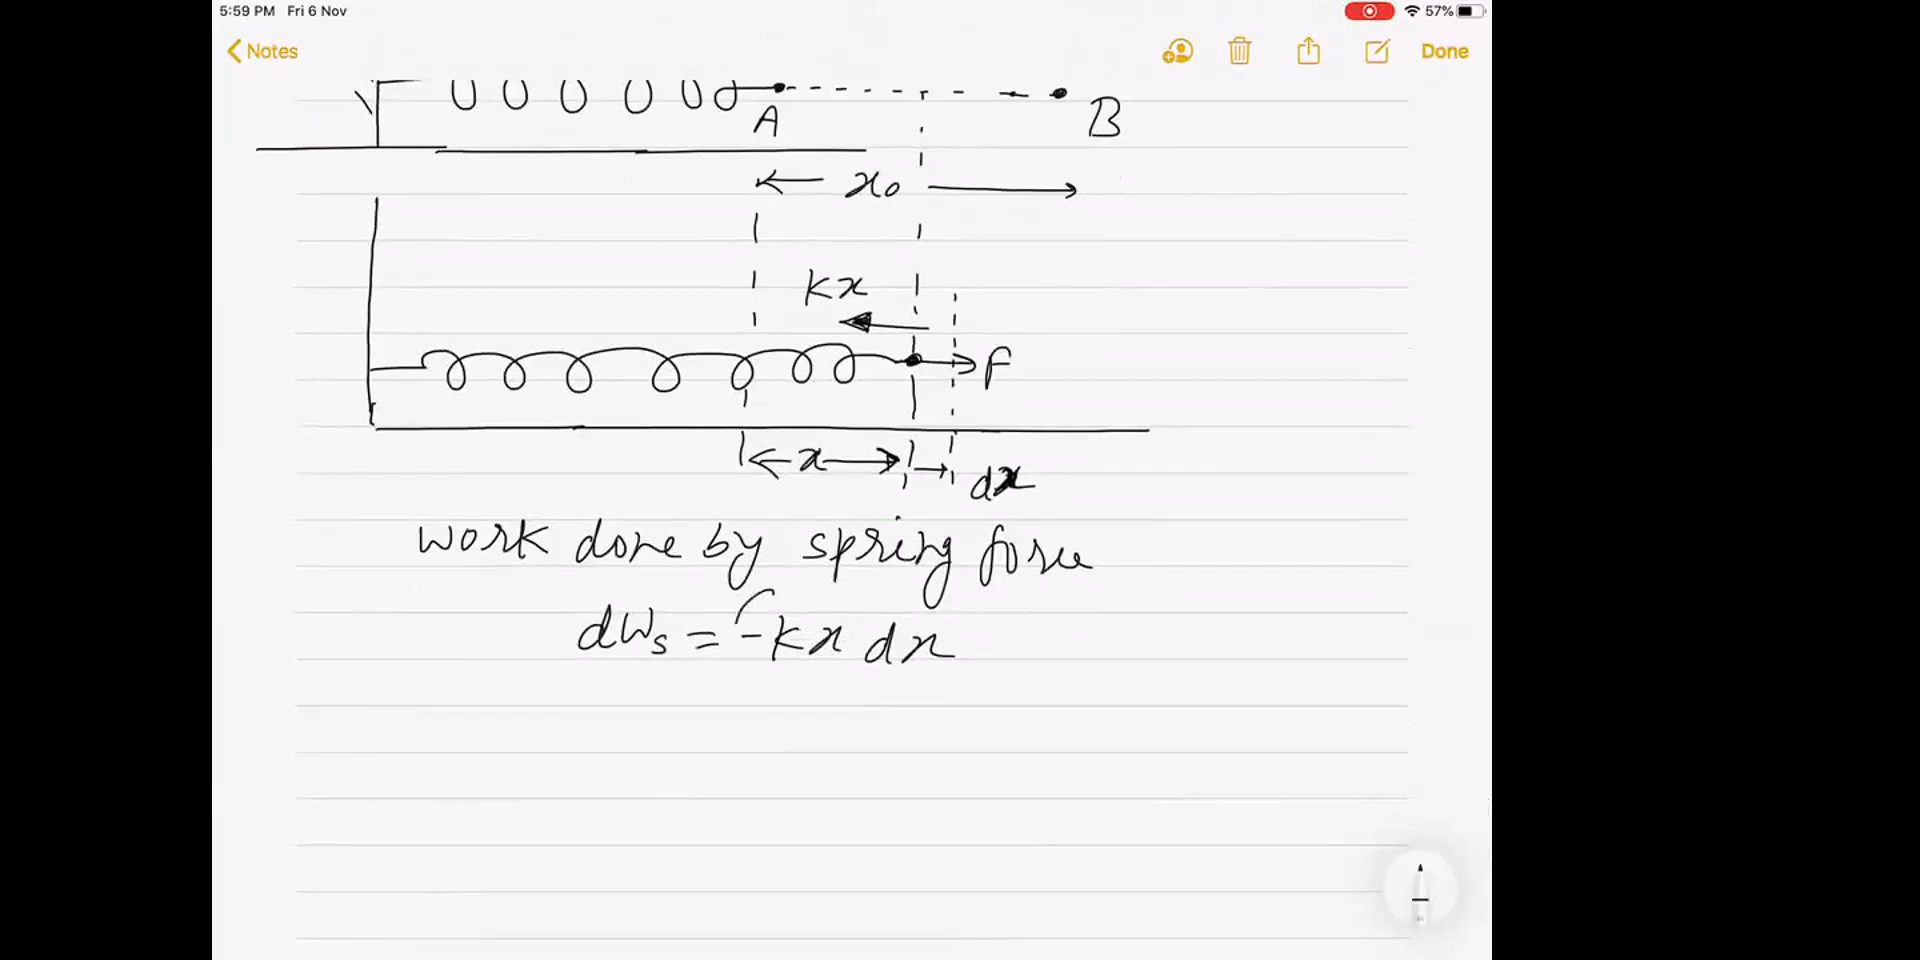 5:59 PM Fri 6 Nov
57%
Notes
Done
A
B
x₀
kx
F
x
dx
work done by spring force
dWₛ = -kx dx